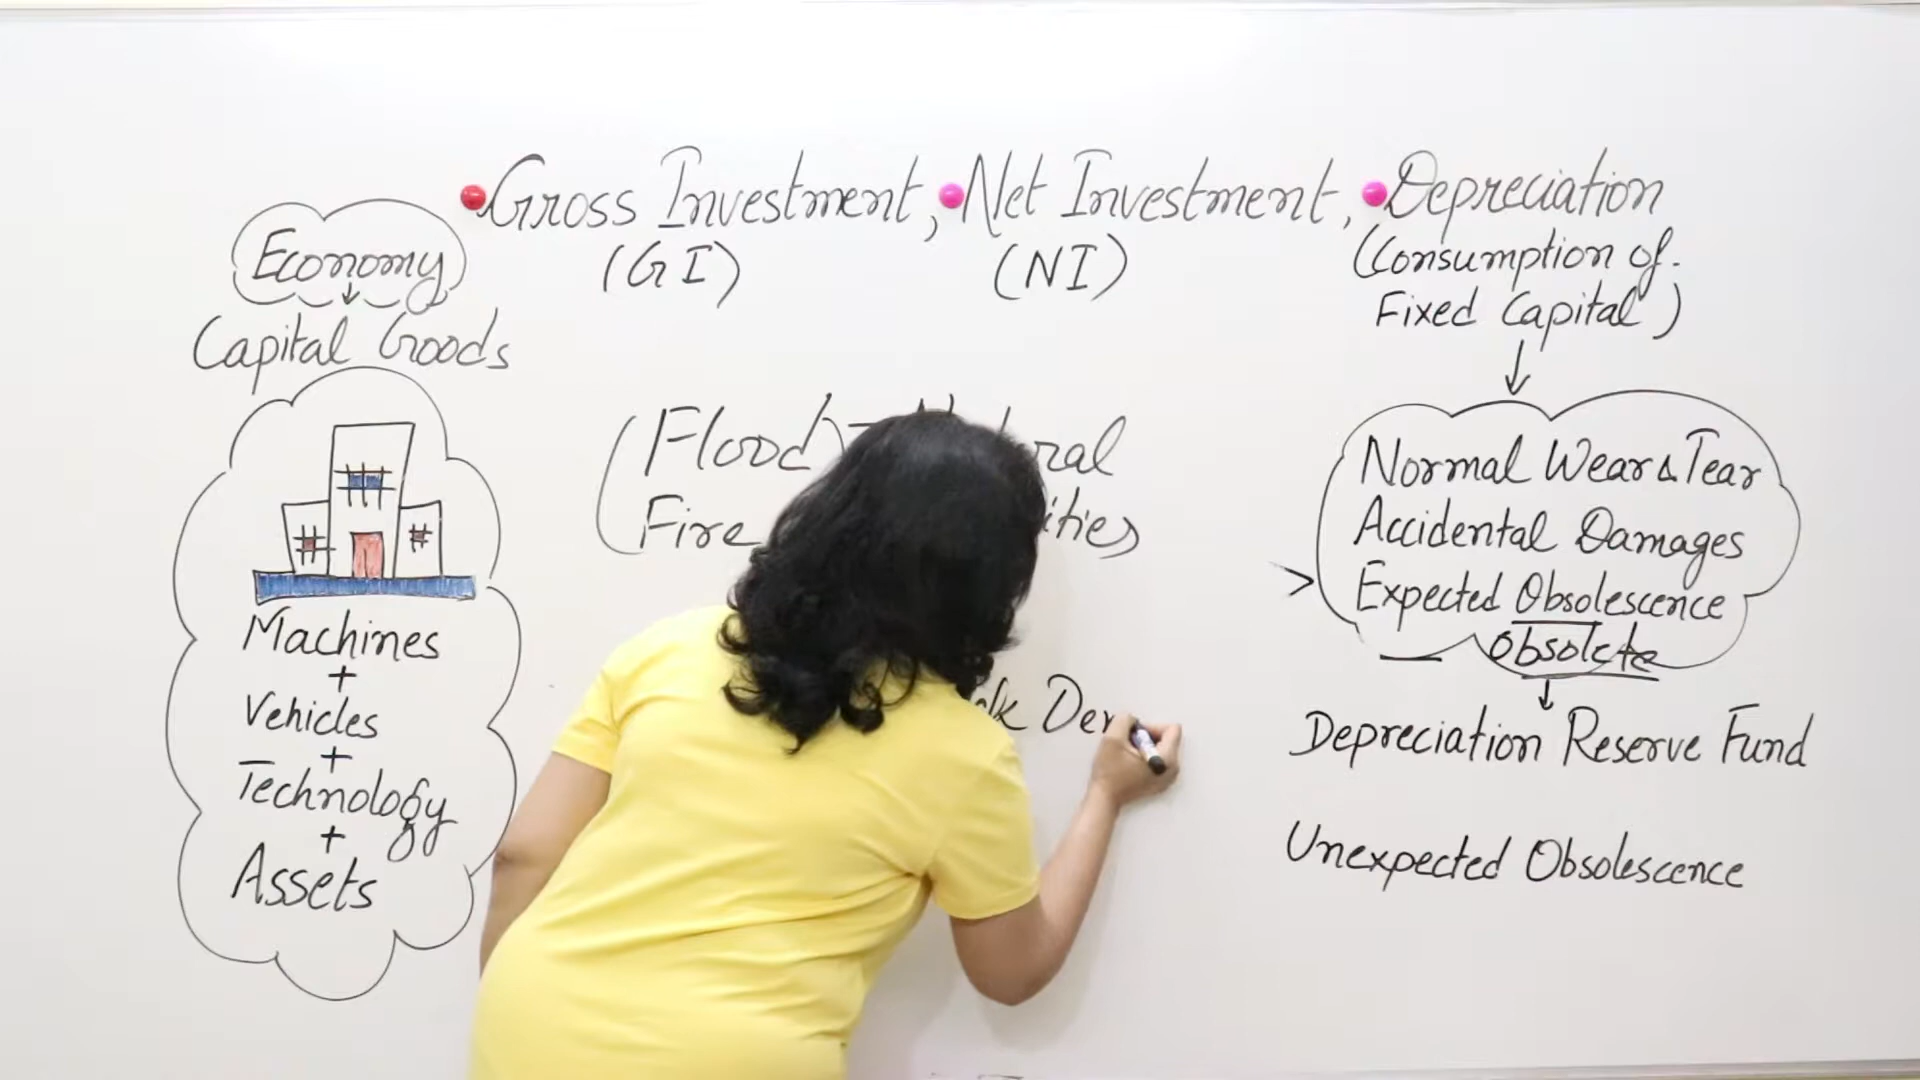 Gross Investment, Net Investment, Depreciation
(GI) (NI) (Consumption of.
Fixed Capital)
Economy
Capital Goods
Machines
+
Vehicles
+
Technology
+
Assets
(Flood)
Fire
Normal Wear & Tear
Accidental Damages
Expected Obsolescence
Obsolete
Depreciation Reserve Fund
Unexpected Obsolescence